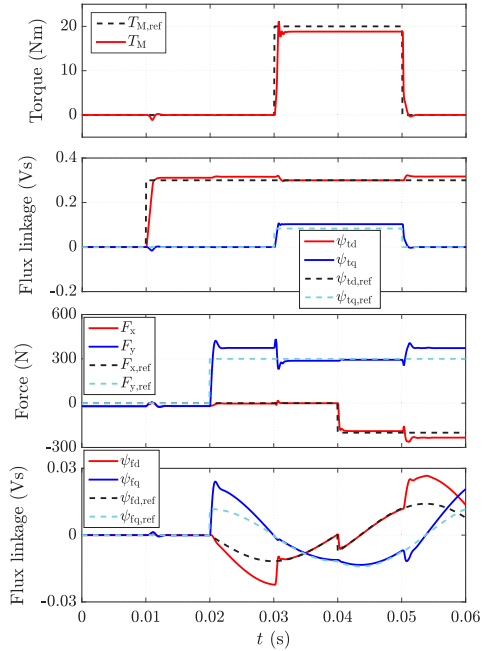 20
10
0
Torque (Nm)
T_M,ref
T_M
0.4
0.2
0
-0.2
Flux linkage (Vs)
ψ_td
ψ_tq
ψ_td,ref
ψ_tq,ref
600
300
0
-300
Force (N)
F_x
F_y
F_x,ref
F_y,ref
0.03
0
-0.03
Flux linkage (Vs)
ψ_fd
ψ_fq
ψ_fd,ref
ψ_fq,ref
0 0.01 0.02 0.03 0.04 0.05 0.06
t (s)